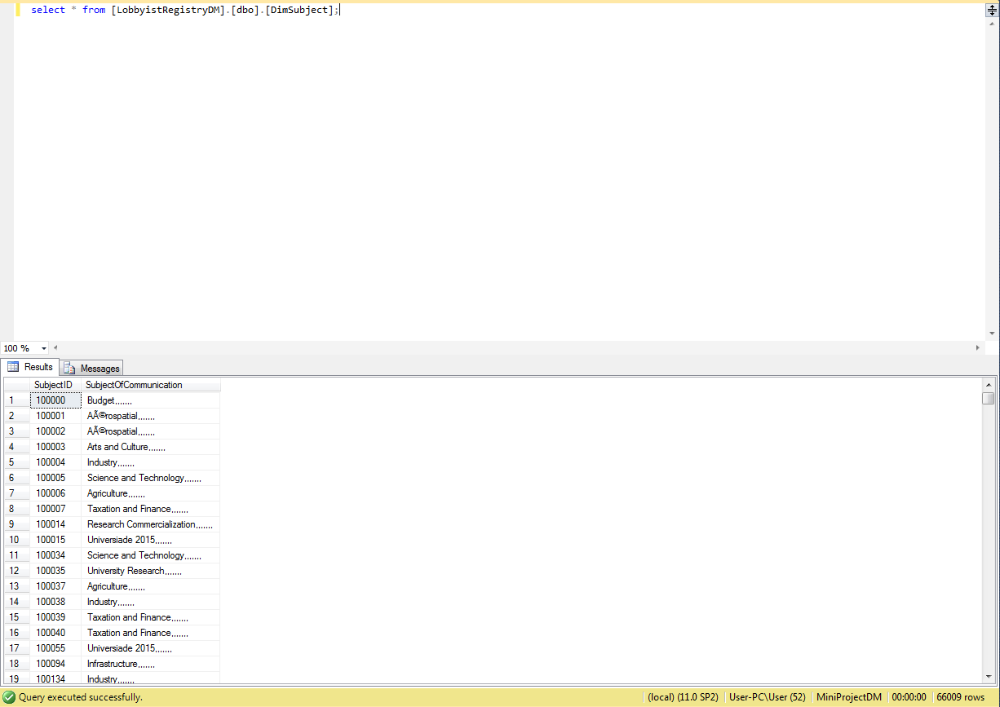 select * from [LobbyistRegistryDM].[dbo].[DimSubject];
100 %
Results Messages
SubjectID SubjectOfCommunication
1 100000 Budget,,,,,,,
2 100001 AÃ©rospatial,,,,,,,
3 100002 AÃ©rospatial,,,,,,,
4 100003 Arts and Culture,,,,,,,
5 100004 Industry,,,,,,,
6 100005 Science and Technology,,,,,,,
7 100006 Agriculture,,,,,,,
8 100007 Taxation and Finance,,,,,,,
9 100014 Research Commercialization,,,,,,,
10 100015 Universiade 2015,,,,,,,
11 100034 Science and Technology,,,,,,,
12 100035 University Research,,,,,,,
13 100037 Agriculture,,,,,,,
14 100038 Industry,,,,,,,
15 100039 Taxation and Finance,,,,,,,
16 100040 Taxation and Finance,,,,,,,
17 100055 Universiade 2015,,,,,,,
18 100094 Infrastructure,,,,,,,
19 100134 Industry,,,,,,,
Query executed successfully. (local) (11.0 SP2) User-PC\User (52) MiniProjectDM 00:00:00 66009 rows